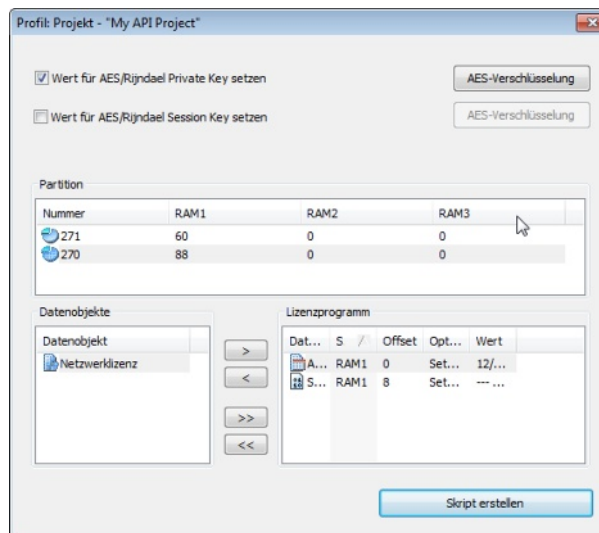 Profil: Projekt - "My API Project"
Wert für AES/Rijndael Private Key setzen
AES-Verschlüsselung
Wert für AES/Rijndael Session Key setzen
AES-Verschlüsselung
Partition
Nummer RAM1 RAM2 RAM3
271 60 0 0
270 88 0 0
Datenobjekte
Datenobjekt
Netzwerklizenz
>
<
>>
<<
Lizenzprogramm
Dat... S Offset Opt... Wert
A... RAM1 0 Set... 12/...
S... RAM1 8 Set... --- ...
Skript erstellen